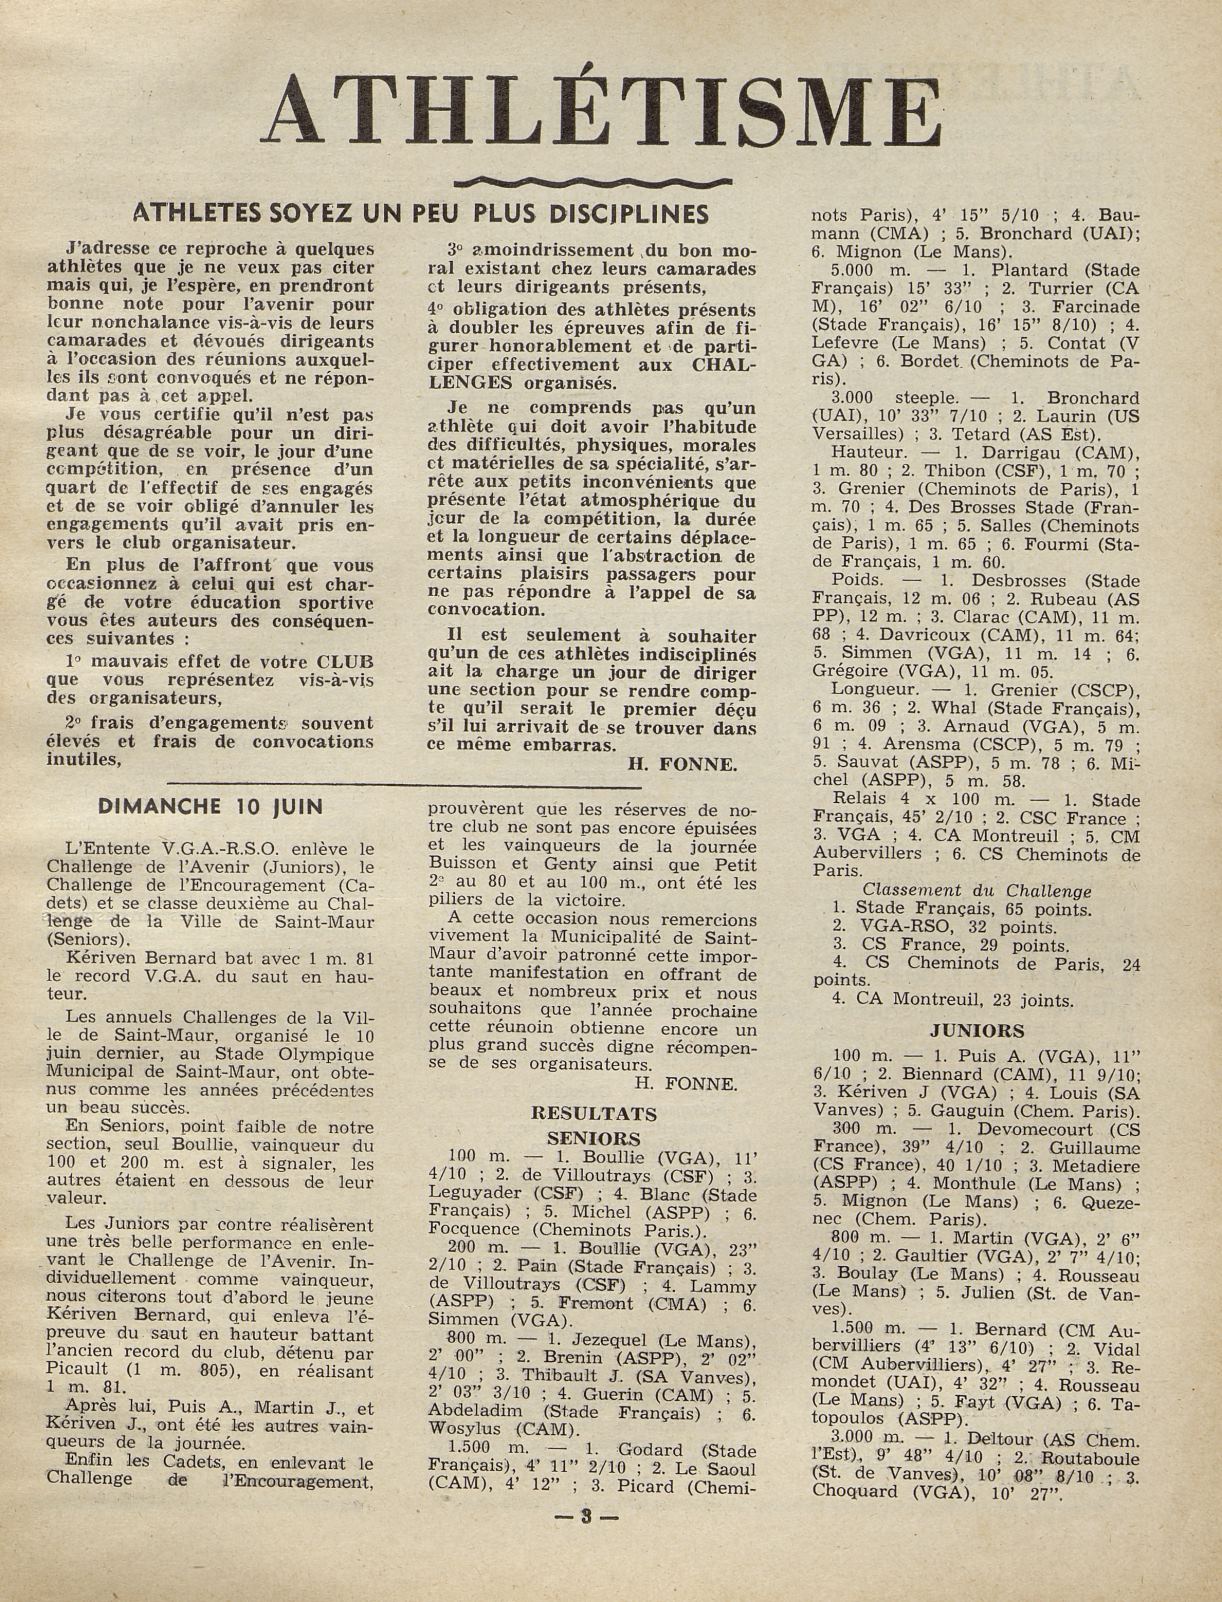 ATHLÉTISME
ATHLETES SOYEZ UN PEU PLUS DISCIPLINES
J'adresse ce reproche à quelques
athlètes que je ne veux pas citer
mais qui, je l'espère, en prendront
bonne note pour l'avenir pour
leur nonchalance vis-à-vis de leurs
camarades et dévoués dirigeants
à l'occasion des réunions auxquel-
les ils sont convoqués et ne répon-
dant pas à cet appel.
Je vous certifie qu'il n'est pas
plus désagréable pour un diri-
geant que de se voir, le jour d'une
compétition, en présence d'un
quart de l'effectif de ses engagés
et de se voir obligé d'annuler les
engagements qu'il avait pris en-
vers le club organisateur.
En plus de l'affront que vous
occasionnez à celui qui est char-
gé de votre éducation sportive
vous êtes auteurs des conséquen-
ces suivantes :
1º mauvais effet de votre CLUB
que vous représentez vis-à-vis
des organisateurs,
2º frais d'engagements souvent
élevés et frais de convocations
inutiles,
3º amoindrissement du bon mo-
ral existant chez leurs camarades
et leurs dirigeants présents,
4º obligation des athlètes présents
à doubler les épreuves afin de fi-
gurer honorablement et de parti-
ciper effectivement aux CHAL-
LENGES organisés.
Je ne comprends pas qu'un
athlète qui doit avoir l'habitude
des difficultés, physiques, morales
et matérielles de sa spécialité, s'ar-
rête aux petits inconvénients que
présente l'état atmosphérique du
jour de la compétition, la durée
et la longueur de certains déplace-
ments ainsi que l'abstraction de
certains plaisirs passagers pour
ne pas répondre à l'appel de sa
convocation.
Il est seulement à souhaiter
qu'un de ces athlètes indisciplinés
ait la charge un jour de diriger
une section pour se rendre comp-
te qu'il serait le premier déçu
s'il lui arrivait de se trouver dans
ce même embarras.
H. FONNE.
DIMANCHE 10 JUIN
L'Entente V.G.A.-R.S.O. enlève le
Challenge de l'Avenir (Juniors), le
Challenge de l'Encouragement (Ca-
dets) et se classe deuxième au Chal-
lenge de la Ville de Saint-Maur
(Seniors).
Kériven Bernard bat avec 1 m. 81
le record V.G.A. du saut en hau-
teur.
Les annuels Challenges de la Vil-
le de Saint-Maur, organisé le 10
juin dernier, au Stade Olympique
Municipal de Saint-Maur, ont obte-
nus comme les années précédentes
un beau succès.
En Seniors, point faible de notre
section, seul Boullie, vainqueur du
100 et 200 m. est à signaler, les
autres étaient en dessous de leur
valeur.
Les Juniors par contre réalisèrent
une très belle performance en enle-
vant le Challenge de l'Avenir. In-
dividuellement comme vainqueur,
nous citerons tout d'abord le jeune
Kériven Bernard, qui enleva l'é-
preuve du saut en hauteur battant
l'ancien record du club, détenu par
Picault (1 m. 805), en réalisant
1 m. 81.
Après lui, Puis A., Martin J., et
Kériven J., ont été les autres vain-
queurs de la journée.
Enfin les Cadets, en enlevant le
Challenge de l'Encouragement,
prouvèrent que les réserves de no-
tre club ne sont pas encore épuisées
et les vainqueurs de la journée
Buisson et Genty ainsi que Petit
2e au 80 et au 100 m., ont été les
piliers de la victoire.
A cette occasion nous remercions
vivement la Municipalité de Saint-
Maur d'avoir patronné cette impor-
tante manifestation en offrant de
beaux et nombreux prix et nous
souhaitons que l'année prochaine
cette réunoin obtienne encore un
plus grand succès digne récompen-
se de ses organisateurs.
H. FONNE.
RESULTATS
SENIORS
100 m. — 1. Boullie (VGA), 11'
4/10 ; 2. de Villoutrays (CSF) ; 3.
Leguyader (CSF) ; 4. Blanc (Stade
Français) ; 5. Michel (ASPP) ; 6.
Focquence (Cheminots Paris.).
200 m. — 1. Boullie (VGA), 23"
2/10 ; 2. Pain (Stade Français) ; 3.
de Villoutrays (CSF) ; 4. Lammy
(ASPP) ; 5. Fremont (CMA) ; 6.
Simmen (VGA).
800 m. — 1. Jezequel (Le Mans),
2' 00" ; 2. Brenin (ASPP), 2' 02"
4/10 ; 3. Thibault J. (SA Vanves),
2' 03" 3/10 ; 4. Guerin (CAM) ; 5.
Abdeladim (Stade Français) ; 6.
Wosylus (CAM).
1.500 m. — 1. Godard (Stade
Français), 4' 11" 2/10 ; 2. Le Saoul
(CAM), 4' 12" ; 3. Picard (Chemi-
nots Paris), 4' 15" 5/10 ; 4. Bau-
mann (CMA) ; 5. Bronchard (UAI);
6. Mignon (Le Mans).
5.000 m. — 1. Plantard (Stade
Français) 15' 33" ; 2. Turrier (CA
M), 16' 02" 6/10 ; 3. Farcinade
(Stade Français), 16' 15" 8/10) ; 4.
Lefevre (Le Mans) ; 5. Contat (V
GA) ; 6. Bordet (Cheminots de Pa-
ris).
3.000 steeple. — 1. Bronchard
(UAI), 10' 33" 7/10 ; 2. Laurin (US
Versailles) ; 3. Tetard (AS Est).
Hauteur. — 1. Darrigau (CAM),
1 m. 80 ; 2. Thibon (CSF), 1 m. 70 ;
3. Grenier (Cheminots de Paris), 1
m. 70 ; 4. Des Brosses Stade (Fran-
çais), 1 m. 65 ; 5. Salles (Cheminots
de Paris), 1 m. 65 ; 6. Fourmi (Sta-
de Français, 1 m. 60.
Poids. — 1. Desbrosses (Stade
Français, 12 m. 06 ; 2. Rubeau (AS
PP), 12 m. ; 3. Clarac (CAM), 11 m.
68 ; 4. Davricoux (CAM), 11 m. 64;
5. Simmen (VGA), 11 m. 14 ; 6.
Grégoire (VGA), 11 m. 05.
Longueur. — 1. Grenier (CSCP),
6 m. 36 ; 2. Whal (Stade Français),
6 m. 09 ; 3. Arnaud (VGA), 5 m.
91 ; 4. Arensma (CSCP), 5 m. 79 ;
5. Sauvat (ASPP), 5 m. 78 ; 6. Mi-
chel (ASPP), 5 m. 58.
Relais 4 x 100 m. — 1. Stade
Français, 45' 2/10 ; 2. CSC France ;
3. VGA ; 4. CA Montreuil ; 5. CM
Aubervillers ; 6. CS Cheminots de
Paris.
Classement du Challenge
1. Stade Français, 65 points.
2. VGA-RSO, 32 points.
3. CS France, 29 points.
4. CS Cheminots de Paris, 24
points.
4. CA Montreuil, 23 joints.
JUNIORS
100 m. — 1. Puis A. (VGA), 11"
6/10 ; 2. Biennard (CAM), 11 9/10;
3. Kériven J (VGA) ; 4. Louis (SA
Vanves) ; 5. Gauguin (Chem. Paris).
300 m. — 1. Devomecourt (CS
France), 39" 4/10 ; 2. Guillaume
(CS France), 40 1/10 ; 3. Metadiere
(ASPP) ; 4. Monthule (Le Mans) ;
5. Mignon (Le Mans) ; 6. Queze-
nec (Chem. Paris).
800 m. — 1. Martin (VGA), 2' 6"
4/10 ; 2. Gaultier (VGA), 2' 7" 4/10;
3. Boulay (Le Mans) ; 4. Rousseau
(Le Mans) ; 5. Julien (St. de Van-
ves).
1.500 m. — 1. Bernard (CM Au-
bervilliers (4' 13" 6/10) ; 2. Vidal
(CM Aubervilliers), 4' 27" ; 3. Re-
mondet (UAI), 4' 32" ; 4. Rousseau
(Le Mans) ; 5. Fayt (VGA) ; 6. Ta-
topoulos (ASPP).
3.000 m. — 1. Deltour (AS Chem.
l'Est), 9' 48" 4/10 ; 2. Routaboule
(St. de Vanves), 10' 08" 8/10 ; 3.
Choquard (VGA), 10' 27".
— 3 —